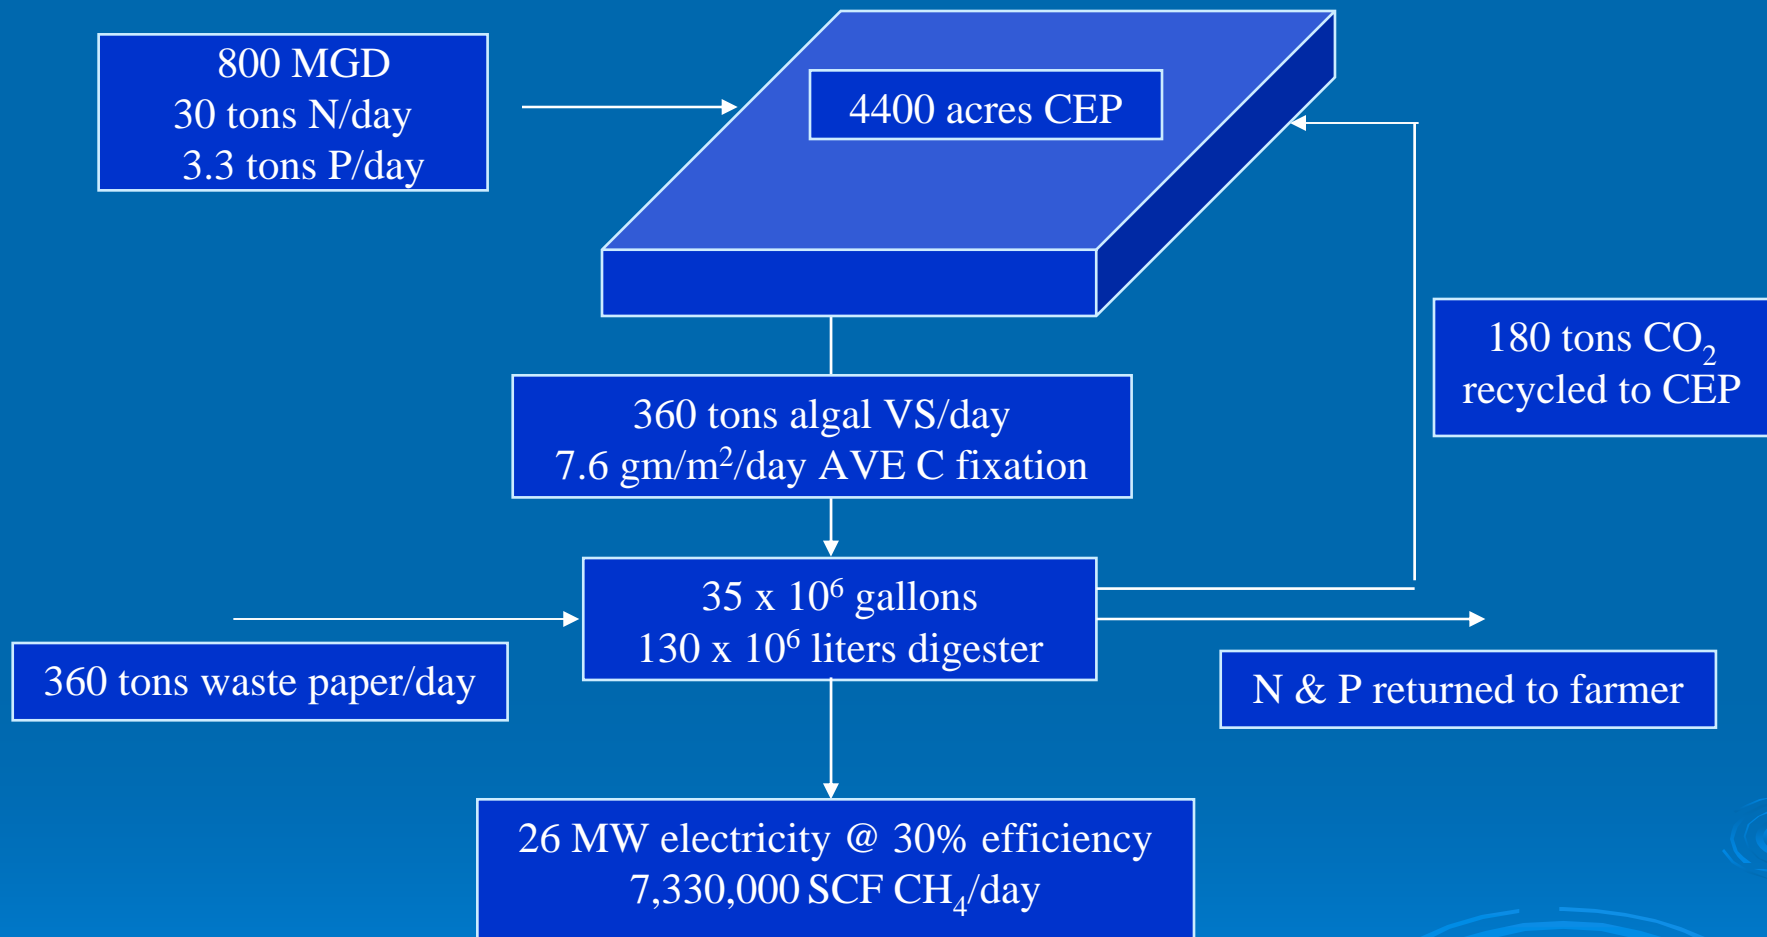 800 MGD
30 tons N/day
3.3 tons P/day
4400 acres CEP
180 tons CO₂
recycled to CEP
360 tons algal VS/day
7.6 gm/m²/day AVE C fixation
35 x 10⁶ gallons
130 x 10⁶ liters digester
360 tons waste paper/day
N & P returned to farmer
26 MW electricity @ 30% efficiency
7,330,000 SCF CH₄/day